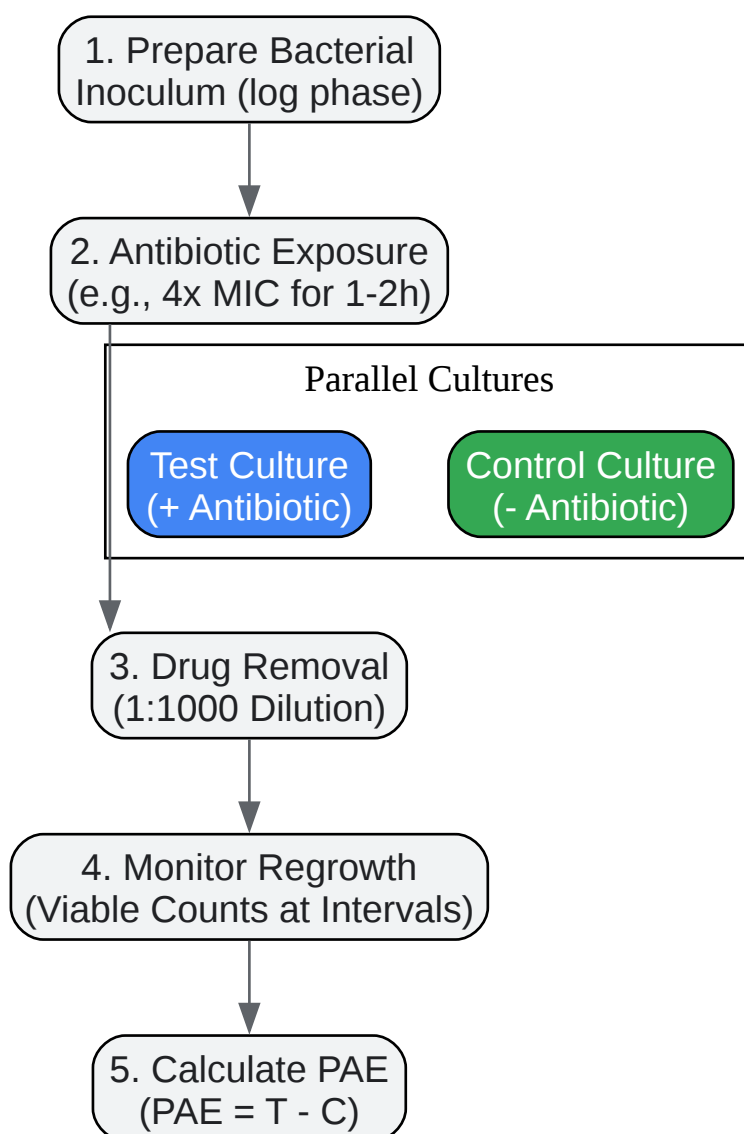 1. Prepare Bacterial
Inoculum (log phase)
2. Antibiotic Exposure
(e.g., 4x MIC for 1-2h)
Parallel Cultures
Test Culture
(+ Antibiotic)
Control Culture
(- Antibiotic)
3. Drug Removal
(1:1000 Dilution)
4. Monitor Regrowth
(Viable Counts at Intervals)
5. Calculate PAE
(PAE = T - C)